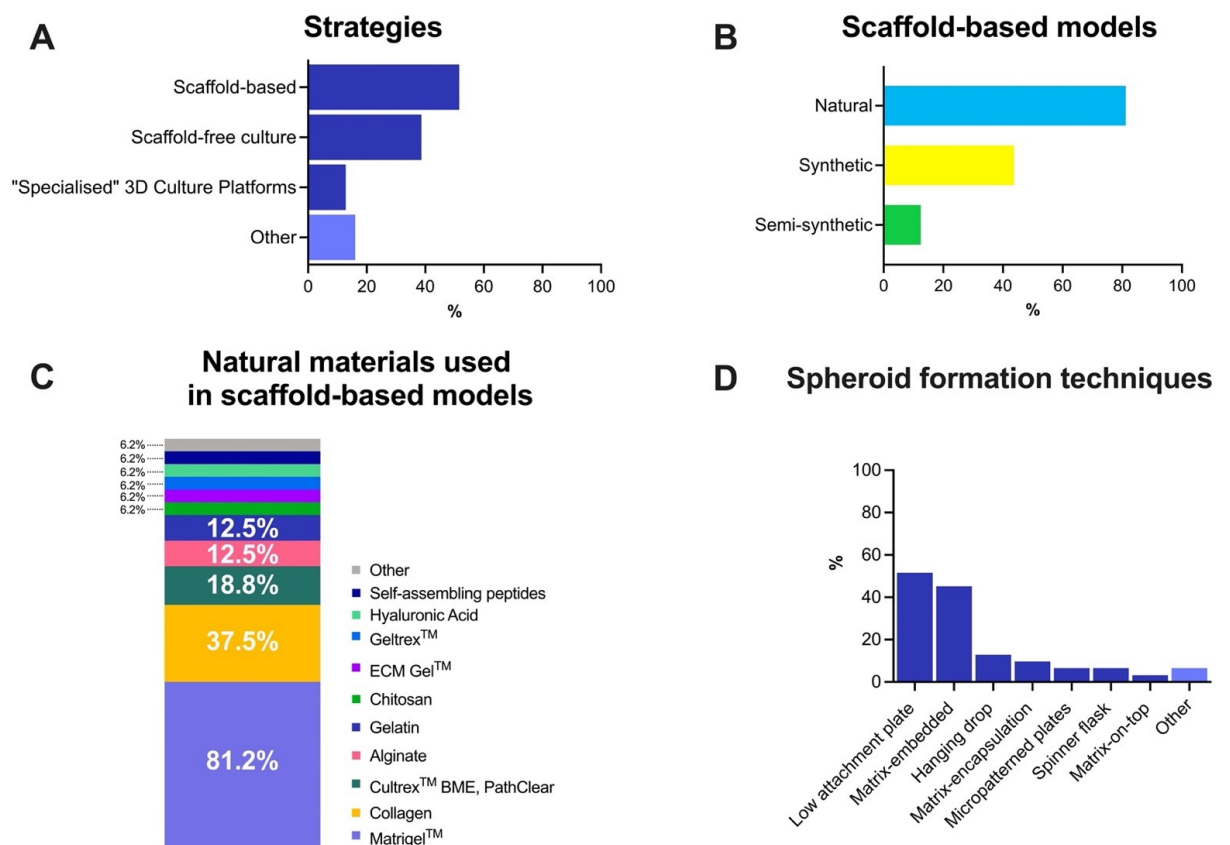 A
Strategies
Scaffold-based
Scaffold-free culture
"Specialised" 3D Culture Platforms
Other
0 20 40 60 80 100
%
B
Scaffold-based models
Natural
Synthetic
Semi-synthetic
0 20 40 60 80 100
%
C
Natural materials used
in scaffold-based models
6.2%
6.2%
6.2%
6.2%
6.2%
6.2%
12.5%
12.5%
18.8%
37.5%
81.2%
Other
Self-assembling peptides
Hyaluronic Acid
Geltrex™
ECM Gel™
Chitosan
Gelatin
Alginate
Cultrex™ BME, PathClear
Collagen
Matrigel™
D
Spheroid formation techniques
100
80
60
40
20
0
%
Low attachment plate
Matrix-embedded
Hanging drop
Matrix-encapsulation
Micropatterned plates
Spinner flask
Matrix-on-top
Other